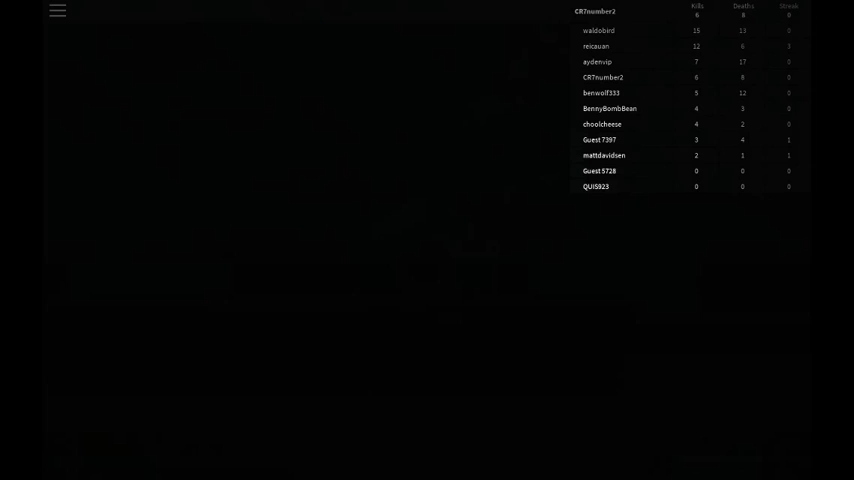 Kills Deaths Streak
CR7number2 6 8 0
waldobird 15 13 0
reicauan 12 6 3
aydenvip 7 17 0
CR7number2 6 8 0
benwolf333 5 12 0
BennyBombBean 4 3 0
choolcheese 4 2 0
Guest 7397 3 4 1
mattdavidsen 2 1 1
Guest 5728 0 0 0
QUIS923 0 0 0